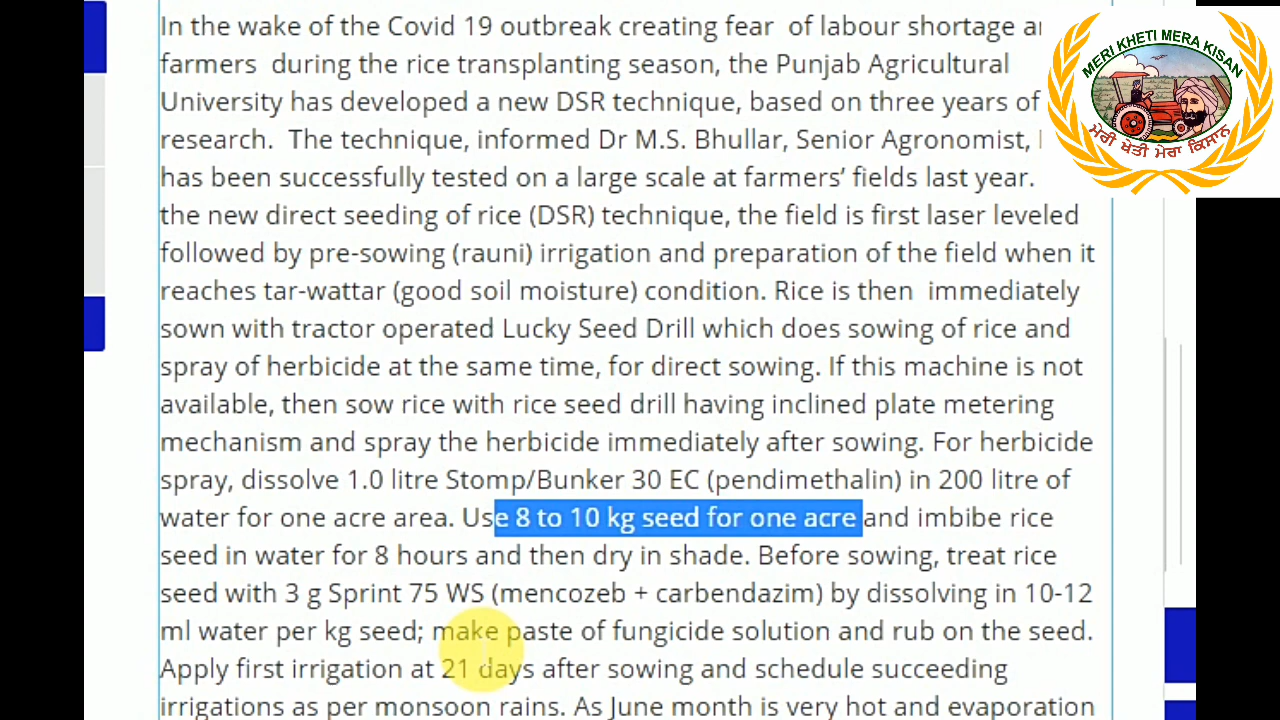 In the wake of the Covid 19 outbreak creating fear of labour shortage
farmers during the rice transplanting season, the Punjab Agricultural
University has developed a new DSR technique, based on three years of
research. The technique, informed Dr M.S. Bhullar, Senior Agronomist,
has been successfully tested on a large scale at farmers’ fields last year.
the new direct seeding of rice (DSR) technique, the field is first laser leveled
followed by pre-sowing (rauni) irrigation and preparation of the field when it
reaches tar-wattar (good soil moisture) condition. Rice is then immediately
sown with tractor operated Lucky Seed Drill which does sowing of rice and
spray of herbicide at the same time, for direct sowing. If this machine is not
available, then sow rice with rice seed drill having inclined plate metering
mechanism and spray the herbicide immediately after sowing. For herbicide
spray, dissolve 1.0 litre Stomp/Bunker 30 EC (pendimethalin) in 200 litre of
water for one acre area. Use 8 to 10 kg seed for one acre and imbibe rice
seed in water for 8 hours and then dry in shade. Before sowing, treat rice
seed with 3 g Sprint 75 WS (mencozeb + carbendazim) by dissolving in 10-12
ml water per kg seed; make paste of fungicide solution and rub on the seed.
Apply first irrigation at 21 days after sowing and schedule succeeding
irrigations as per monsoon rains. As June month is very hot and evaporation
MERI KHETI MERA KISAN
ਮੇਰੀ ਖੇਤੀ ਮੇਰਾ ਕਿਸਾਨ